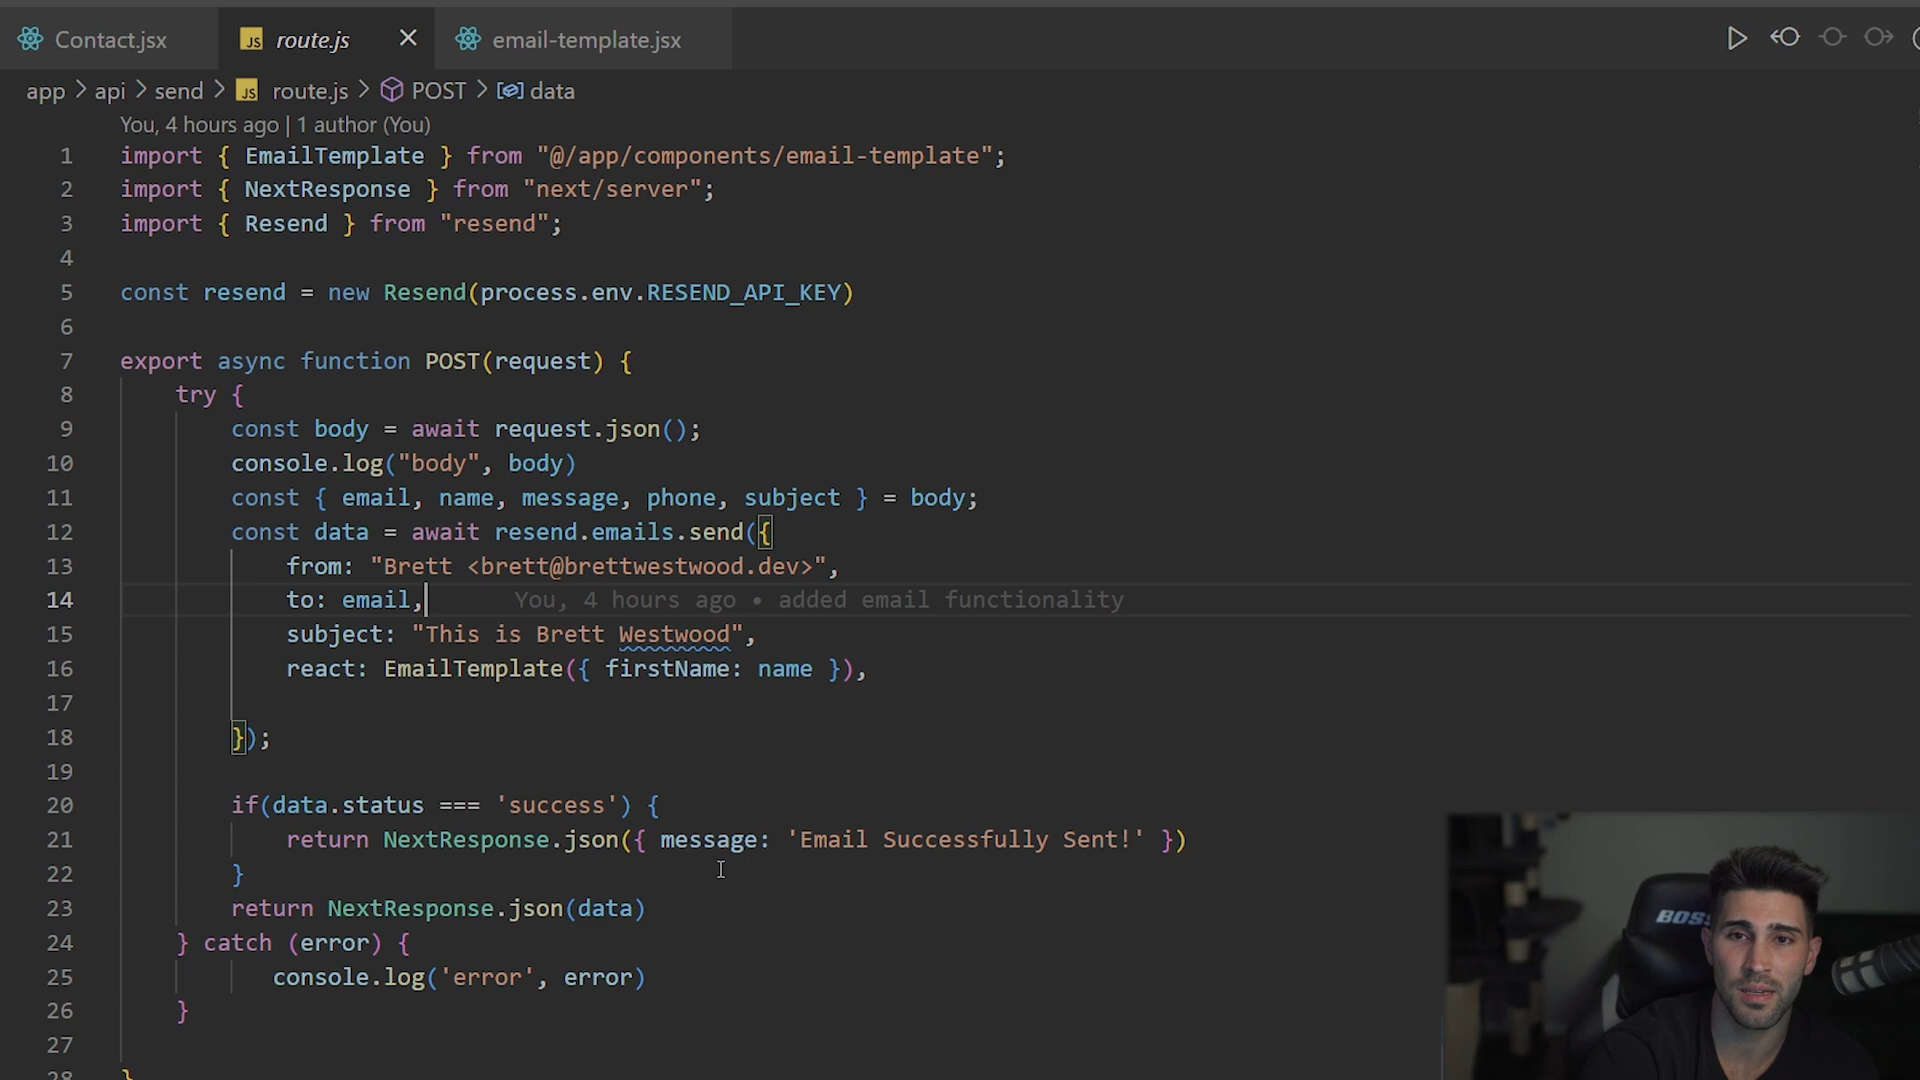 Contact.jsx
JS route.js
email-template.jsx
app > api > send > JS route.js > POST > data
You, 4 hours ago | 1 author (You)
1 import { EmailTemplate } from "@/app/components/email-template";
2 import { NextResponse } from "next/server";
3 import { Resend } from "resend";
4
5 const resend = new Resend(process.env.RESEND_API_KEY)
6
7 export async function POST(request) {
8 try {
9 const body = await request.json();
10 console.log("body", body)
11 const { email, name, message, phone, subject } = body;
12 const data = await resend.emails.send({
13 from: "Brett <brett@brettwestwood.dev>",
14 to: email, You, 4 hours ago • added email functionality
15 subject: "This is Brett Westwood",
16 react: EmailTemplate({ firstName: name }),
17
18 });
19
20 if(data.status === 'success') {
21 return NextResponse.json({ message: 'Email Successfully Sent!' })
22 }
23 return NextResponse.json(data)
24 } catch (error) {
25 console.log('error', error)
26 }
27
28 }
BOSS